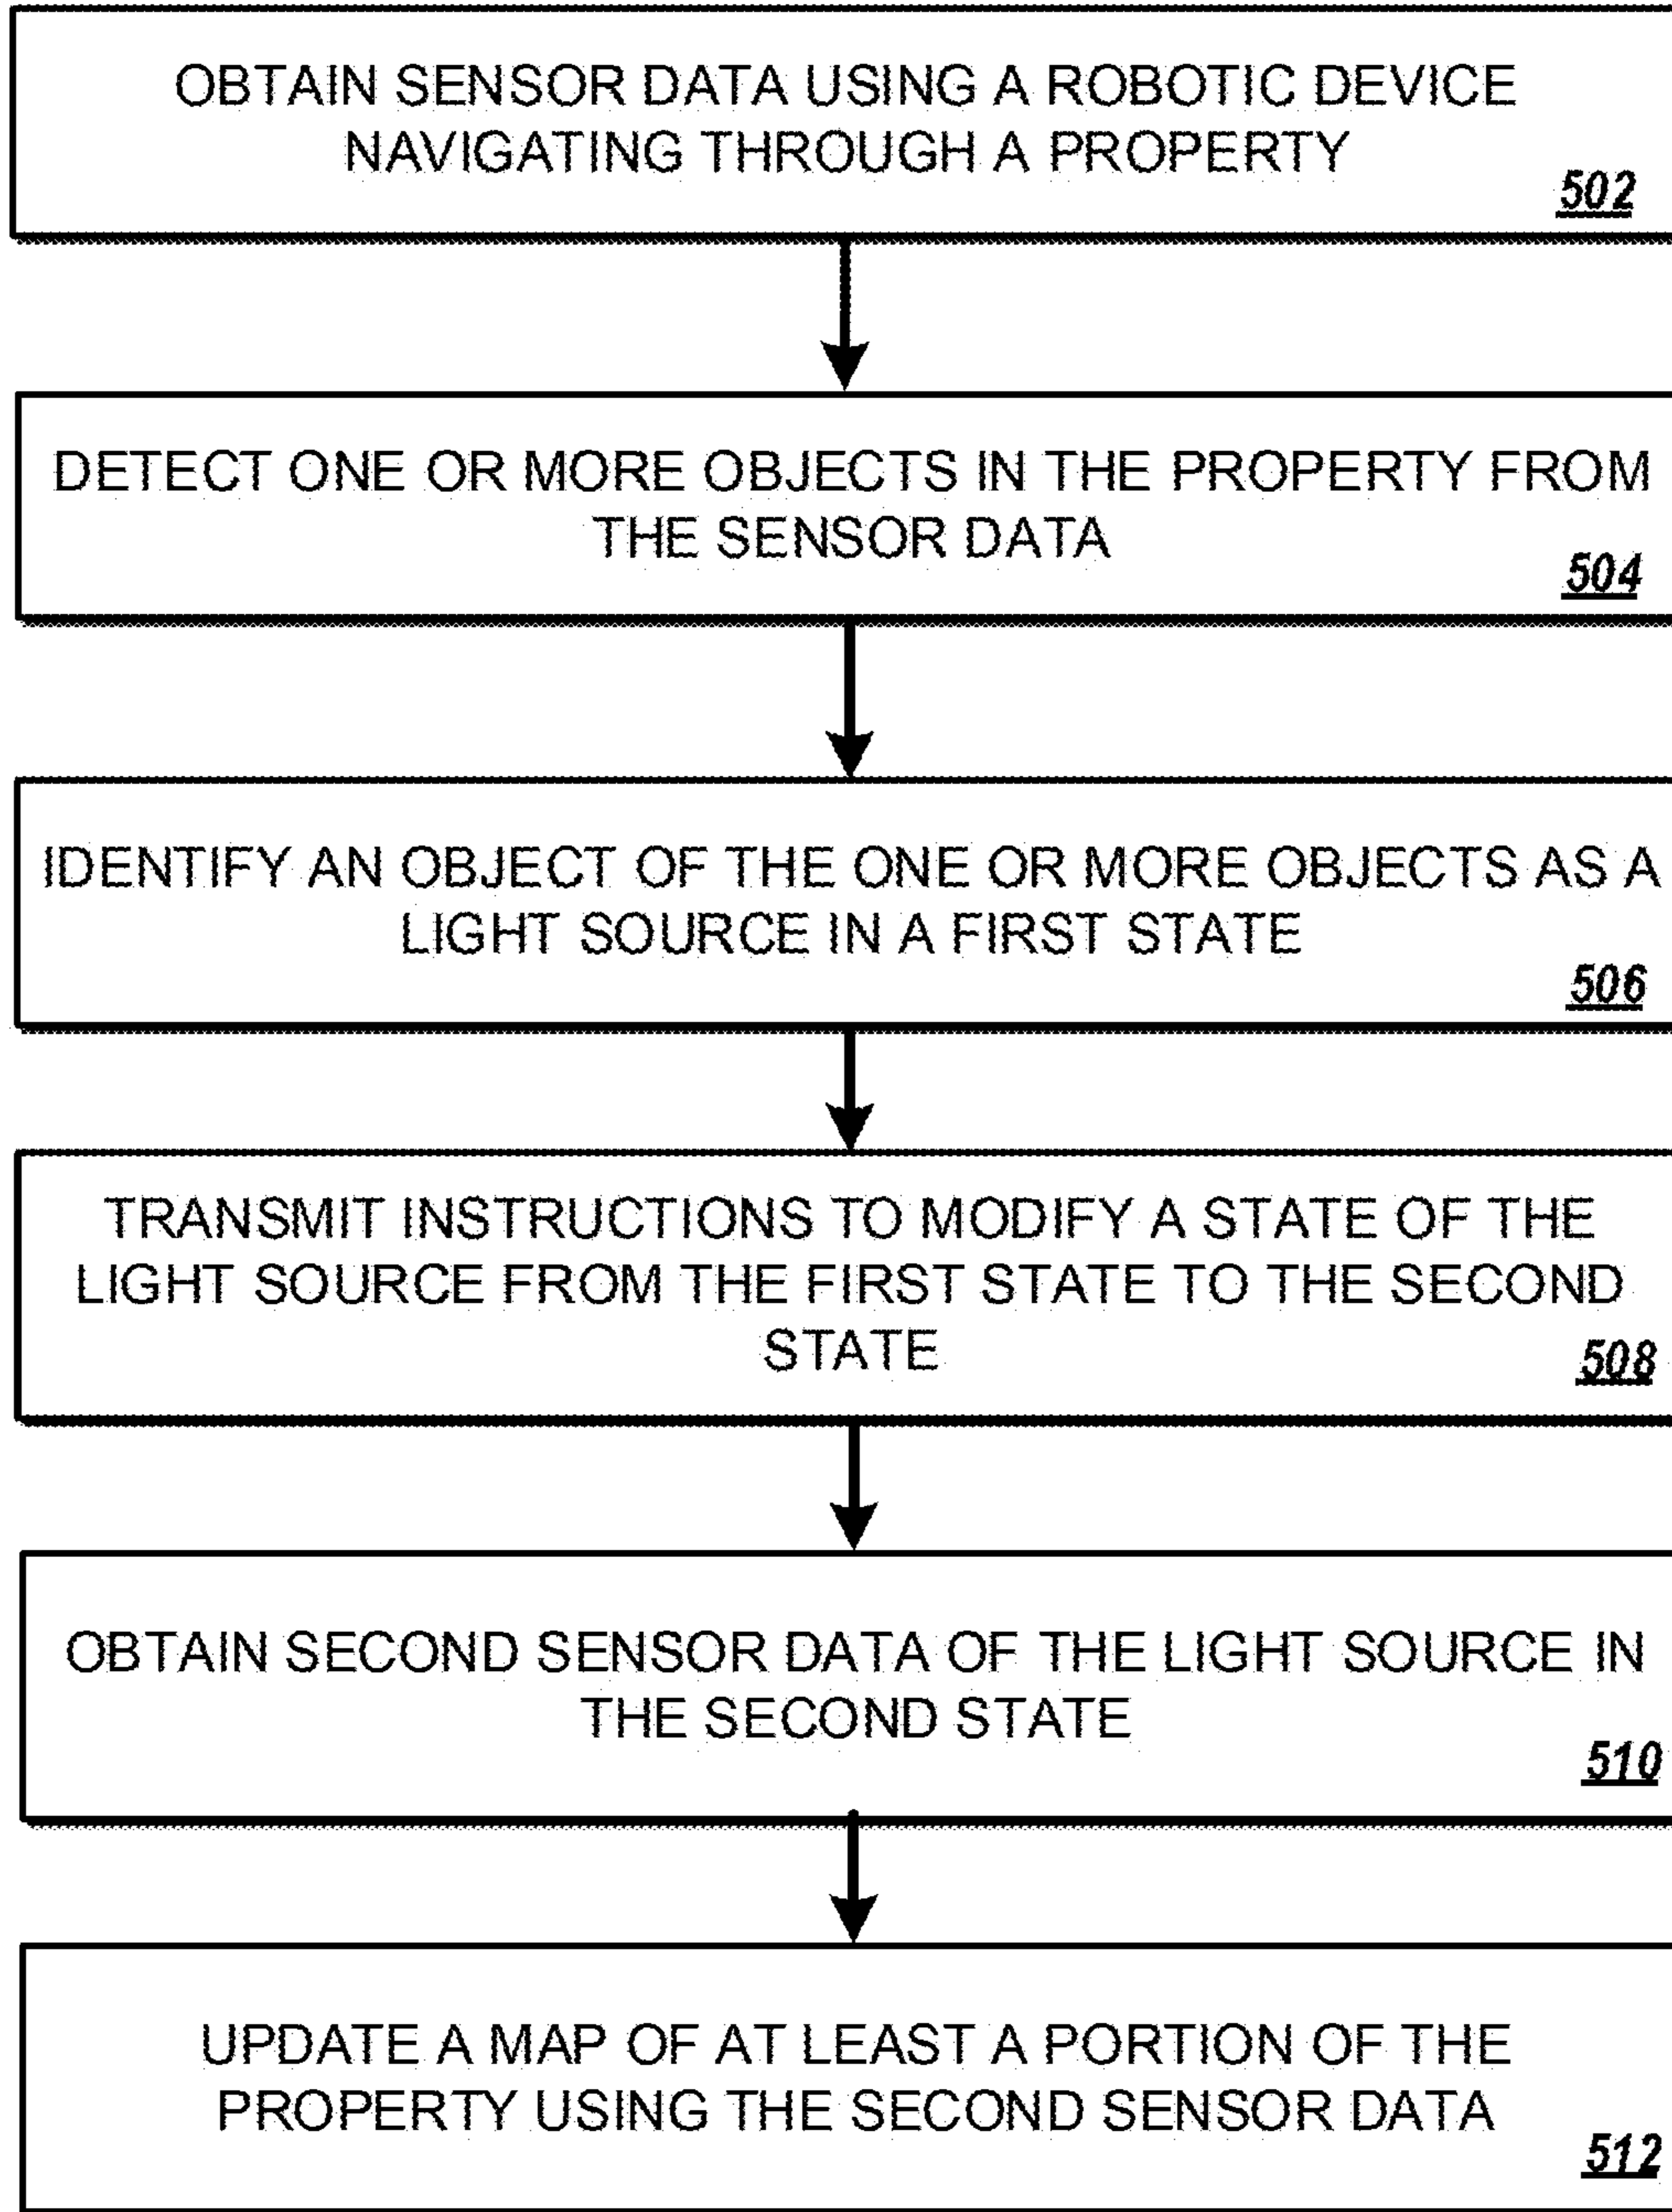 OBTAIN SENSOR DATA USING A ROBOTIC DEVICE
NAVIGATING THROUGH A PROPERTY
502
DETECT ONE OR MORE OBJECTS IN THE PROPERTY FROM
THE SENSOR DATA
504
IDENTIFY AN OBJECT OF THE ONE OR MORE OBJECTS AS A
LIGHT SOURCE IN A FIRST STATE
506
TRANSMIT INSTRUCTIONS TO MODIFY A STATE OF THE
LIGHT SOURCE FROM THE FIRST STATE TO THE SECOND
STATE
508
OBTAIN SECOND SENSOR DATA OF THE LIGHT SOURCE IN
THE SECOND STATE
510
UPDATE A MAP OF AT LEAST A PORTION OF THE
PROPERTY USING THE SECOND SENSOR DATA
512